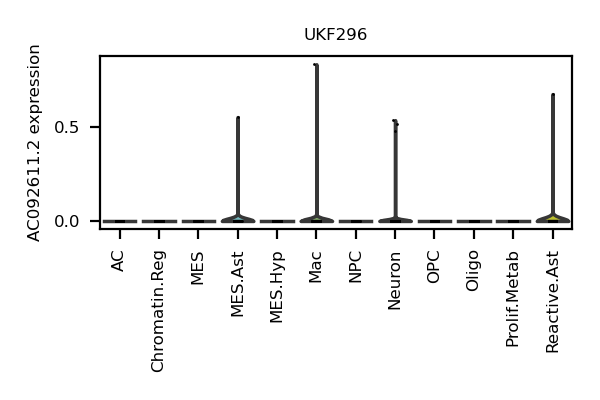 UKF296
AC092611.2 expression
0.5
0.0
AC
Chromatin.Reg
MES
MES.Ast
MES.Hyp
Mac
NPC
Neuron
OPC
Oligo
Prolif.Metab
Reactive.Ast